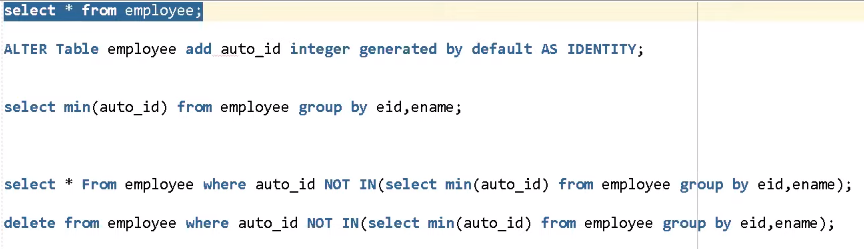 select * from employee;
ALTER Table employee add auto_id integer generated by default AS IDENTITY;
select min(auto_id) from employee group by eid,ename;
select * From employee where auto_id NOT IN(select min(auto_id) from employee group by eid,ename);
delete from employee where auto_id NOT IN(select min(auto_id) from employee group by eid,ename);